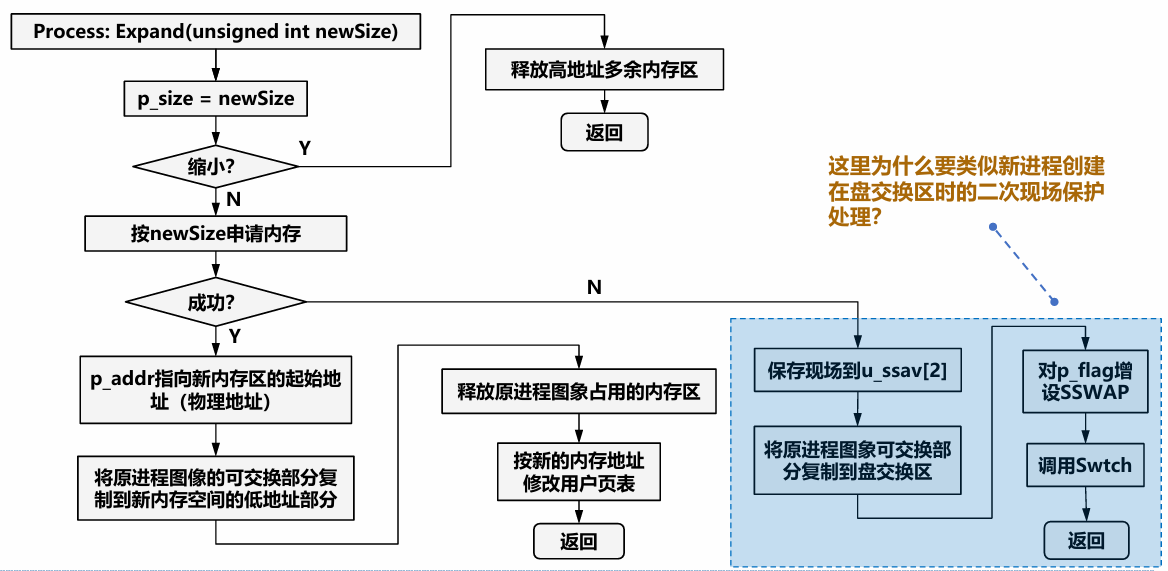 Process: Expand(unsigned int newSize)
p_size = newSize
缩小?
Y
N
释放高地址多余内存区
返回
按newSize申请内存
成功?
N
Y
p_addr指向新内存区的起始地
址（物理地址）
将原进程图像的可交换部分复
制到新内存空间的低地址部分
释放原进程图象占用的内存区
按新的内存地址
修改用户页表
返回
这里为什么要类似新进程创建
在盘交换区时的二次现场保护
处理?
保存现场到u_ssav[2]
将原进程图象可交换部
分复制到盘交换区
对p_flag增
设SSWAP
调用Swtch
返回